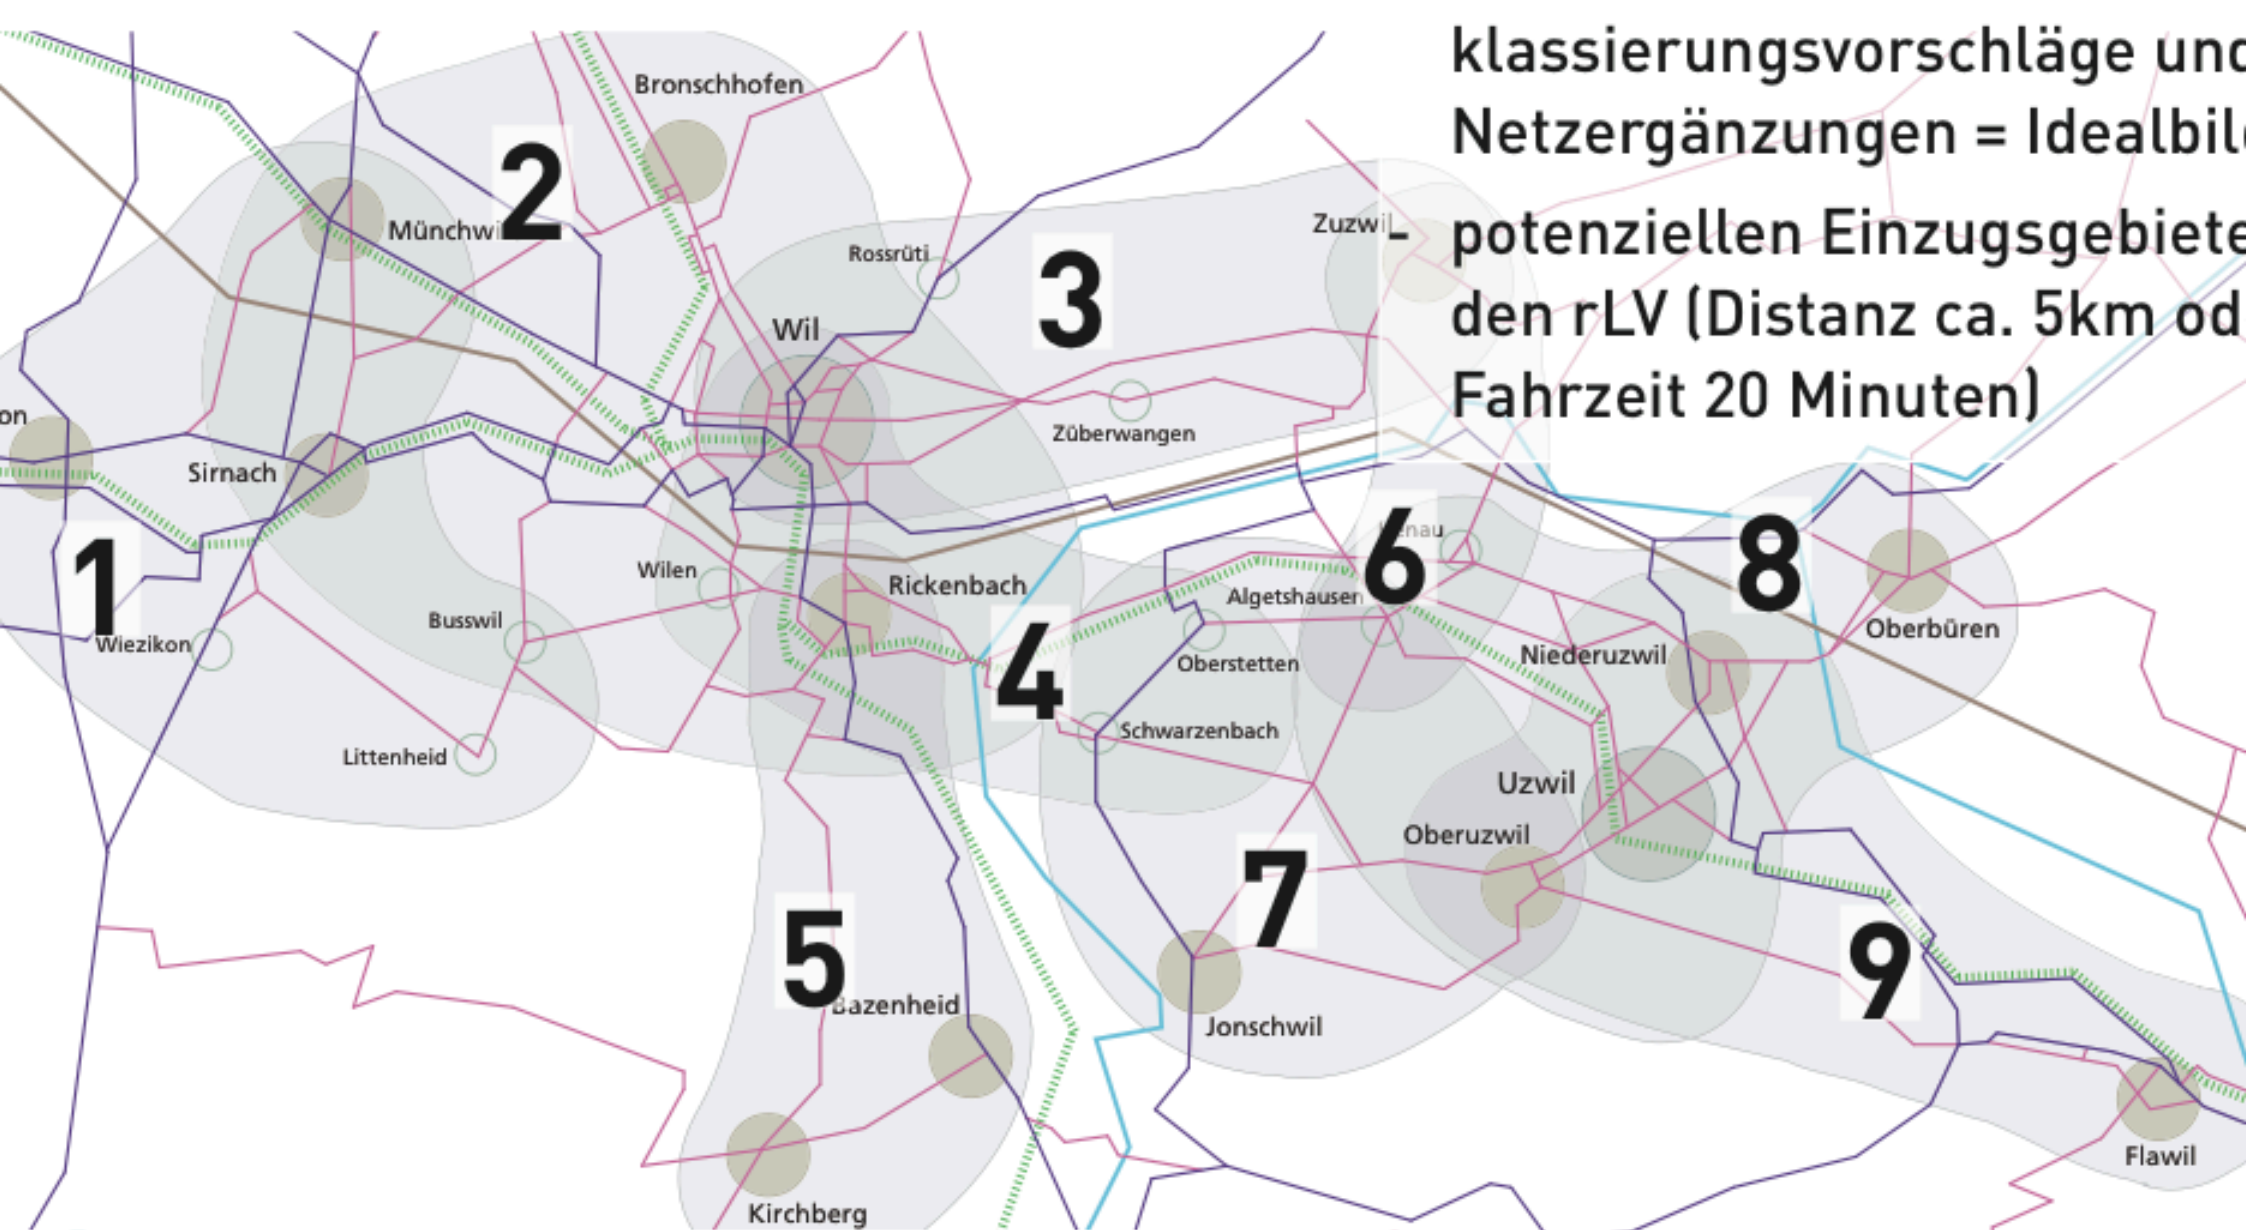 klassierungsvorschläge und
Netzergänzungen = Idealbild
-
potenziellen Einzugsgebiete
den rLV (Distanz ca. 5km od
Fahrzeit 20 Minuten)
Bronschhofen
2
Münchwi
Zuzwil
Rossrüti
3
Wil
on
Züberwangen
Sirnach
6
8
1
Wilen
Rickenbach
Algetshausen
Busswil
Wiezikon
4
Oberstetten
Niederuzwil
Oberbüren
Schwarzenbach
Littenheid
Uzwil
Oberuzwil
7
5
9
Bazenheid
Jonschwil
Flawil
Kirchberg